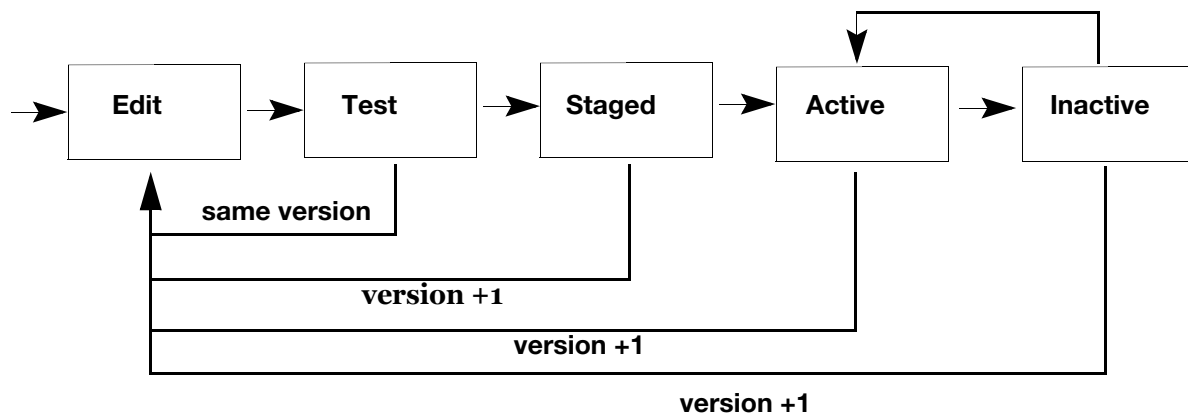 Edit
Test
Staged
Active
Inactive
same version
version +1
version +1
version +1